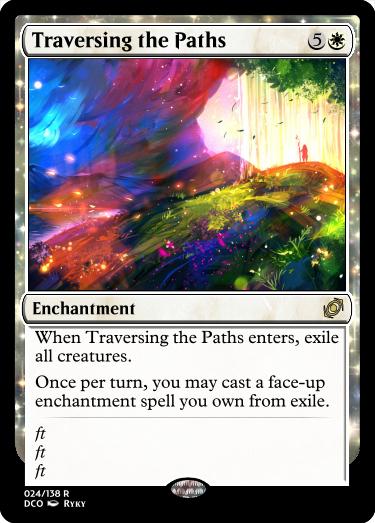 Traversing the Paths 5
Enchantment
When Traversing the Paths enters, exile
all creatures.
Once per turn, you may cast a face-up
enchantment spell you own from exile.
ft
ft
ft
024/138 R
DCO Ryky